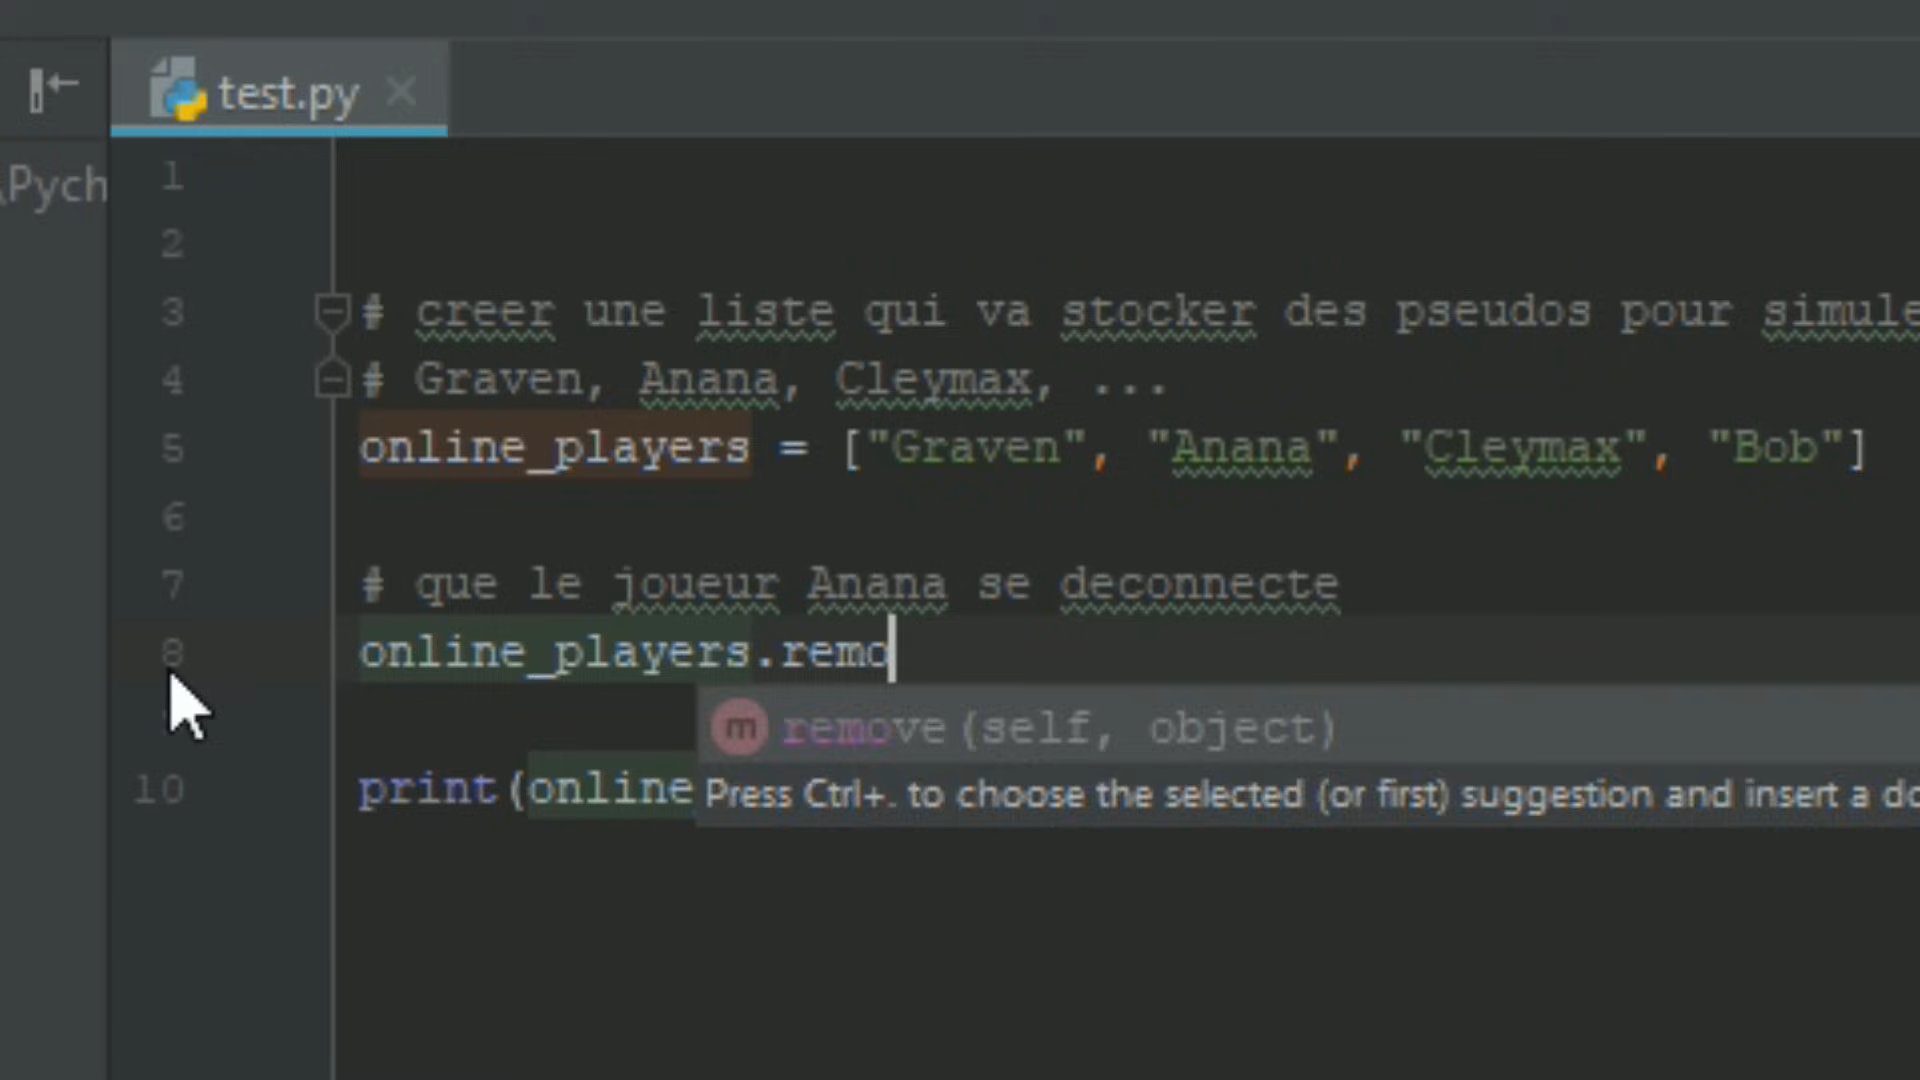 test.py
\Pych
1
2
3 # creer une liste qui va stocker des pseudos pour simule
4 # Graven, Anana, Cleymax, ...
5 online_players = ["Graven", "Anana", "Cleymax", "Bob"]
6
7 # que le joueur Anana se deconnecte
8 online_players.remo
m remove(self, object)
10 print(online
Press Ctrl+. to choose the selected (or first) suggestion and insert a do